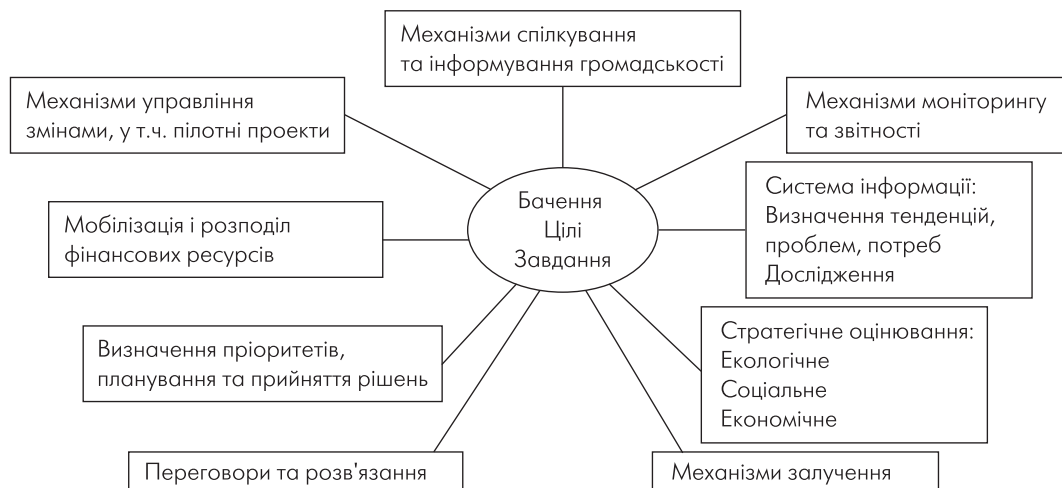 Механізми спілкування
та інформування громадськості
Механізми управління
змінами, у т.ч. пілотні проекти
Механізми моніторингу
та звітності
Бачення
Цілі
Завдання
Система інформації:
Визначення тенденцій,
проблем, потреб
Дослідження
Мобілізація і розподіл
фінансових ресурсів
Стратегічне оцінювання:
Екологічне
Соціальне
Економічне
Визначення пріоритетів,
планування та прийняття рішень
Переговори та розв'язання
Механізми залучення